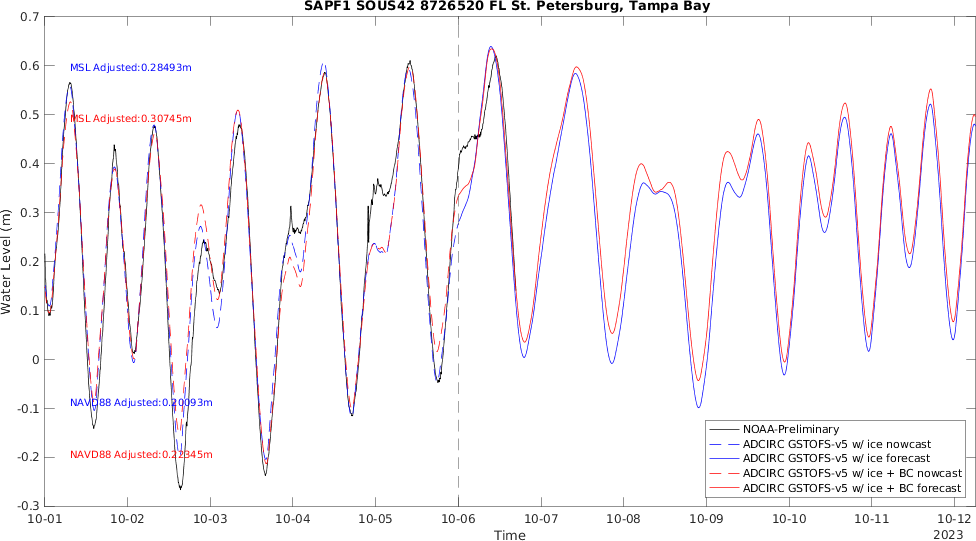 SAPF1 SOUS42 8726520 FL St. Petersburg, Tampa Bay
0.7
0.6
0.5
0.4
0.3
0.2
0.1
0
-0.1
-0.2
-0.3
Water Level (m)
MSL Adjusted:0.28493m
MSL Adjusted:0.30745m
NAVD88 Adjusted:0.20093m
NAVD88 Adjusted:0.22345m
NOAA-Preliminary
ADCIRC GSTOFS-v5 w/ ice nowcast
ADCIRC GSTOFS-v5 w/ ice forecast
ADCIRC GSTOFS-v5 w/ ice + BC nowcast
ADCIRC GSTOFS-v5 w/ ice + BC forecast
10-01 10-02 10-03 10-04 10-05 10-06 10-07 10-08 10-09 10-10 10-11 10-12
2023
Time